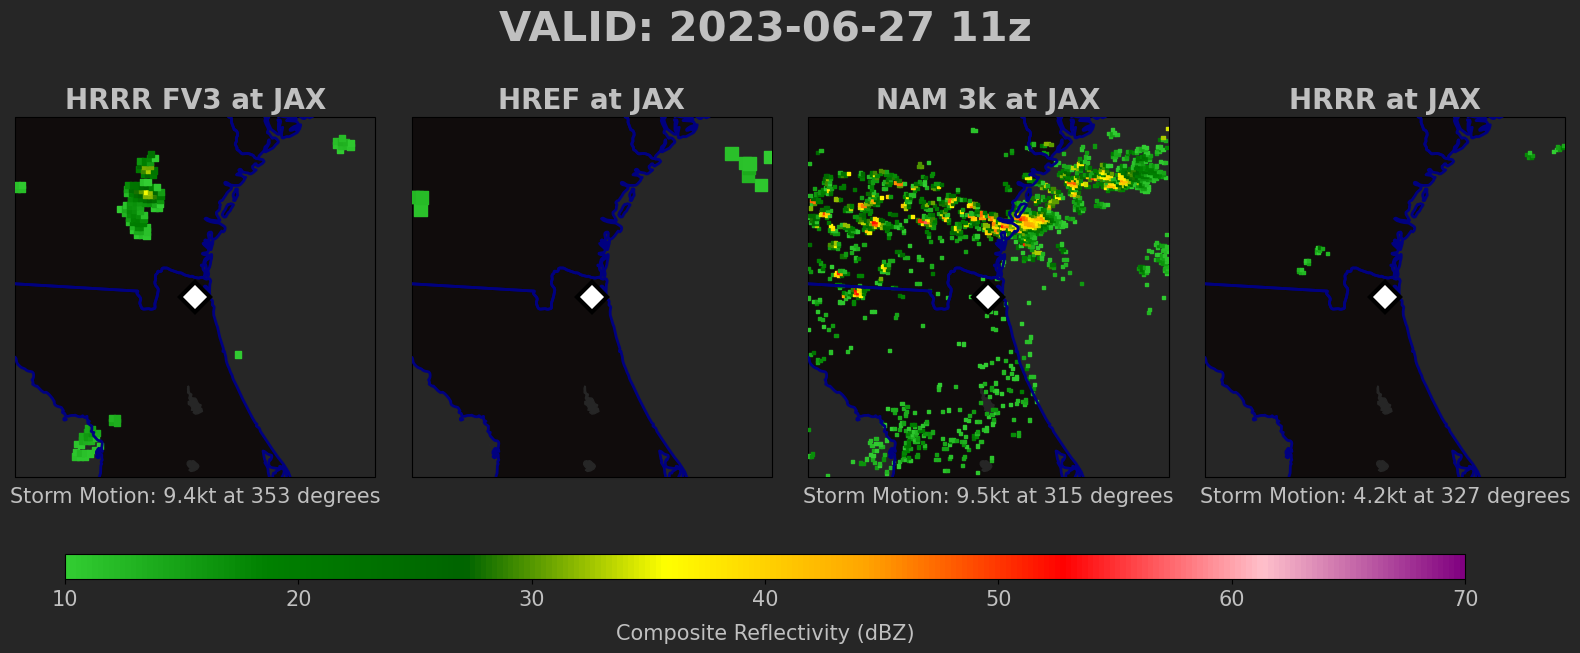 VALID: 2023-06-27 11z
HRRR FV3 at JAX
HREF at JAX
NAM 3k at JAX
HRRR at JAX
Storm Motion: 9.4kt at 353 degrees
Storm Motion: 9.5kt at 315 degrees
Storm Motion: 4.2kt at 327 degrees
10 20 30 40 50 60 70
Composite Reflectivity (dBZ)